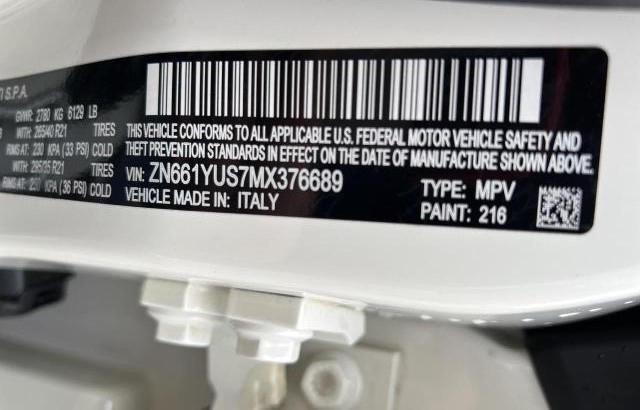 S.P.A.
GVWR: 2780 KG 6129 LB
WITH: 265/40 R21 TIRES
RIMS AT: 230 KPA (33 PSI) COLD
WITH: 295/35 R21 TIRES
RIMS AT: KPA (36 PSI) COLD
THIS VEHICLE CONFORMS TO ALL APPLICABLE U.S. FEDERAL MOTOR VEHICLE SAFETY AND
THEFT PREVENTION STANDARDS IN EFFECT ON THE DATE OF MANUFACTURE SHOWN ABOVE.
VIN: ZN661YUS7MX376689
VEHICLE MADE IN: ITALY
TYPE: MPV
PAINT: 216